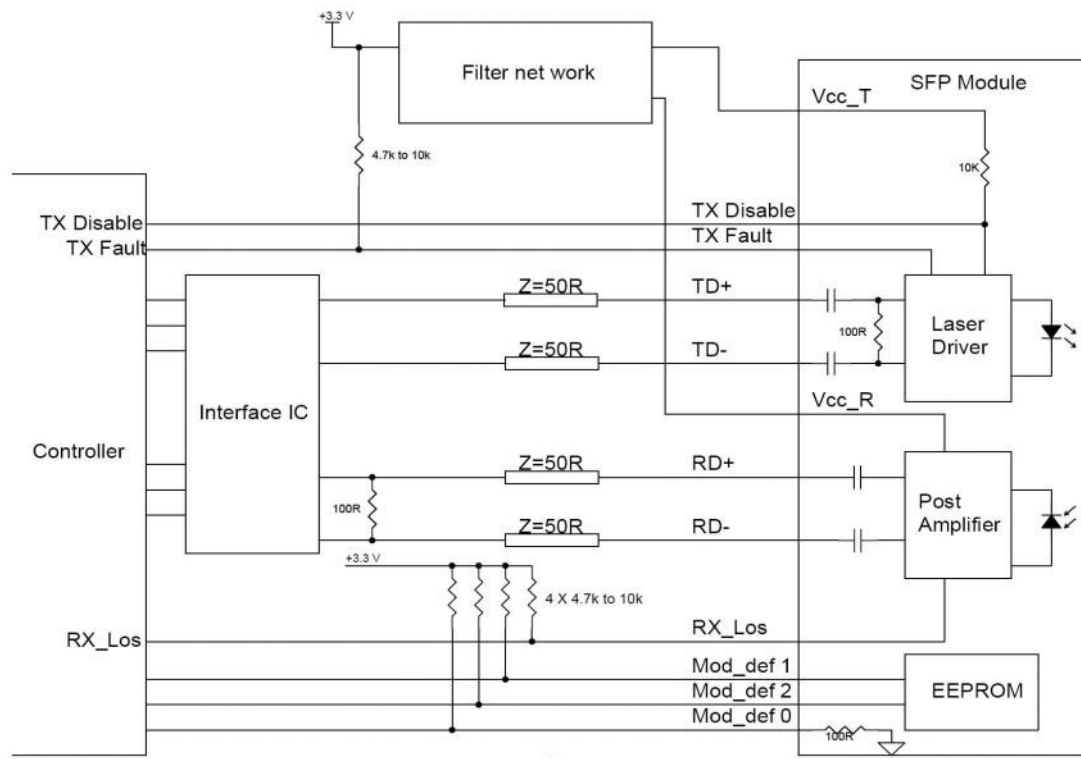 +3.3 V
Filter net work
SFP Module
Vcc_T
4.7k to 10k
10K
TX Disable
TX Disable
TX Fault
TX Fault
Z=50R
TD+
100R
Laser
Driver
Z=50R
TD-
Interface IC
Vcc_R
Controller
Z=50R
RD+
100R
Post
Amplifier
Z=50R
RD-
+3.3 V
4 X 4.7k to 10k
RX_Los
RX_Los
Mod_def 1
Mod_def 2
EEPROM
Mod_def 0
100R